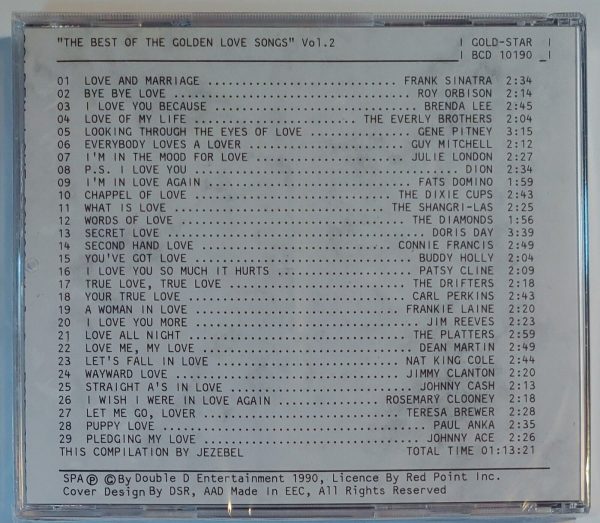 "THE BEST OF THE GOLDEN LOVE SONGS" Vol.2 | GOLD-STAR |
| BCD 10190 _|
01 LOVE AND MARRIAGE ........................... FRANK SINATRA 2:34
02 BYE BYE LOVE .................................. ROY ORBISON 2:14
03 I LOVE YOU BECAUSE ............................ BRENDA LEE 2:45
04 LOVE OF MY LIFE ..................... THE EVERLY BROTHERS 2:04
05 LOOKING THROUGH THE EYES OF LOVE .............. GENE PITNEY 3:15
06 EVERYBODY LOVES A LOVER ...................... GUY MITCHELL 2:12
07 I'M IN THE MOOD FOR LOVE ..................... JULIE LONDON 2:27
08 P.S. I LOVE YOU ...................................... DION 2:34
09 I'M IN LOVE AGAIN ............................. FATS DOMINO 1:59
10 CHAPPEL OF LOVE ............................ THE DIXIE CUPS 2:43
11 WHAT IS LOVE .............................. THE SHANGRI-LAS 2:25
12 WORDS OF LOVE ................................ THE DIAMONDS 1:56
13 SECRET LOVE ..................................... DORIS DAY 3:39
14 SECOND HAND LOVE ........................... CONNIE FRANCIS 2:49
15 YOU'VE GOT LOVE ................................ BUDDY HOLLY 2:04
16 I LOVE YOU SO MUCH IT HURTS ................... PATSY CLINE 2:09
17 TRUE LOVE, TRUE LOVE ......................... THE DRIFTERS 2:18
18 YOUR TRUE LOVE ............................... CARL PERKINS 2:43
19 A WOMAN IN LOVE ............................. FRANKIE LAINE 2:20
20 I LOVE YOU MORE ................................ JIM REEVES 2:23
21 LOVE ALL NIGHT ............................... THE PLATTERS 2:59
22 LOVE ME, MY LOVE .............................. DEAN MARTIN 2:49
23 LET'S FALL IN LOVE .......................... NAT KING COLE 2:44
24 WAYWARD LOVE ................................ JIMMY CLANTON 2:20
25 STRAIGHT A'S IN LOVE .......................... JOHNNY CASH 2:13
26 I WISH I WERE IN LOVE AGAIN .............. ROSEMARY CLOONEY 2:18
27 LET ME GO, LOVER ............................ TERESA BREWER 2:28
28 PUPPY LOVE ...................................... PAUL ANKA 2:35
29 PLEDGING MY LOVE ............................... JOHNNY ACE 2:26
THIS COMPILATION BY JEZEBEL TOTAL TIME 01:13:21
SPA Ⓟ © By Double D Entertainment 1990, Licence By Red Point Inc.
Cover Design By DSR, AAD Made In EEC, All Rights Reserved